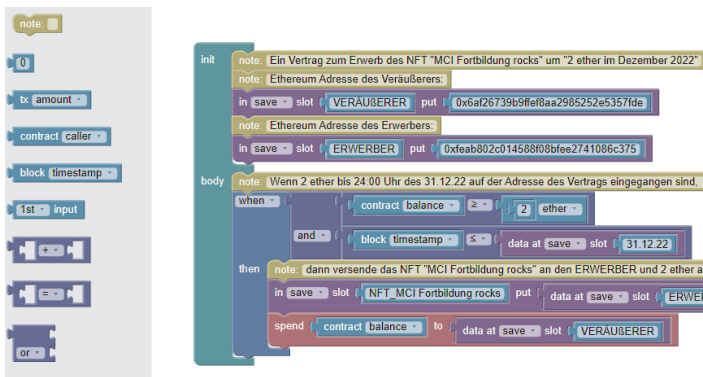 note:
0
tx amount
contract caller
block timestamp
1st input
+
=
or
init
note: Ein Vertrag zum Erwerb des NFT "MCI Fortbildung rocks" um "2 ether im Dezember 2022"
note: Ethereum Adresse des Veräußerers:
in save slot VERÄUßERER put 0x6af26739b9ffef8aa2985252e5357fde
note: Ethereum Adresse des Erwerbers:
in save slot ERWERBER put 0xfeab802c014588f08bfee2741086c375
body note: Wenn 2 ether bis 24:00 Uhr des 31.12.22 auf der Adresse des Vertrags eingegangen sind,
when contract balance ≥ 2 ether
and block timestamp ≤ data at save slot 31.12.22
then note: dann versende das NFT "MCI Fortbildung rocks" an den ERWERBER und 2 ether a
in save slot NFT_MCI Fortbildung rocks put data at save slot ERWE
spend contract balance to data at save slot VERÄUßERER